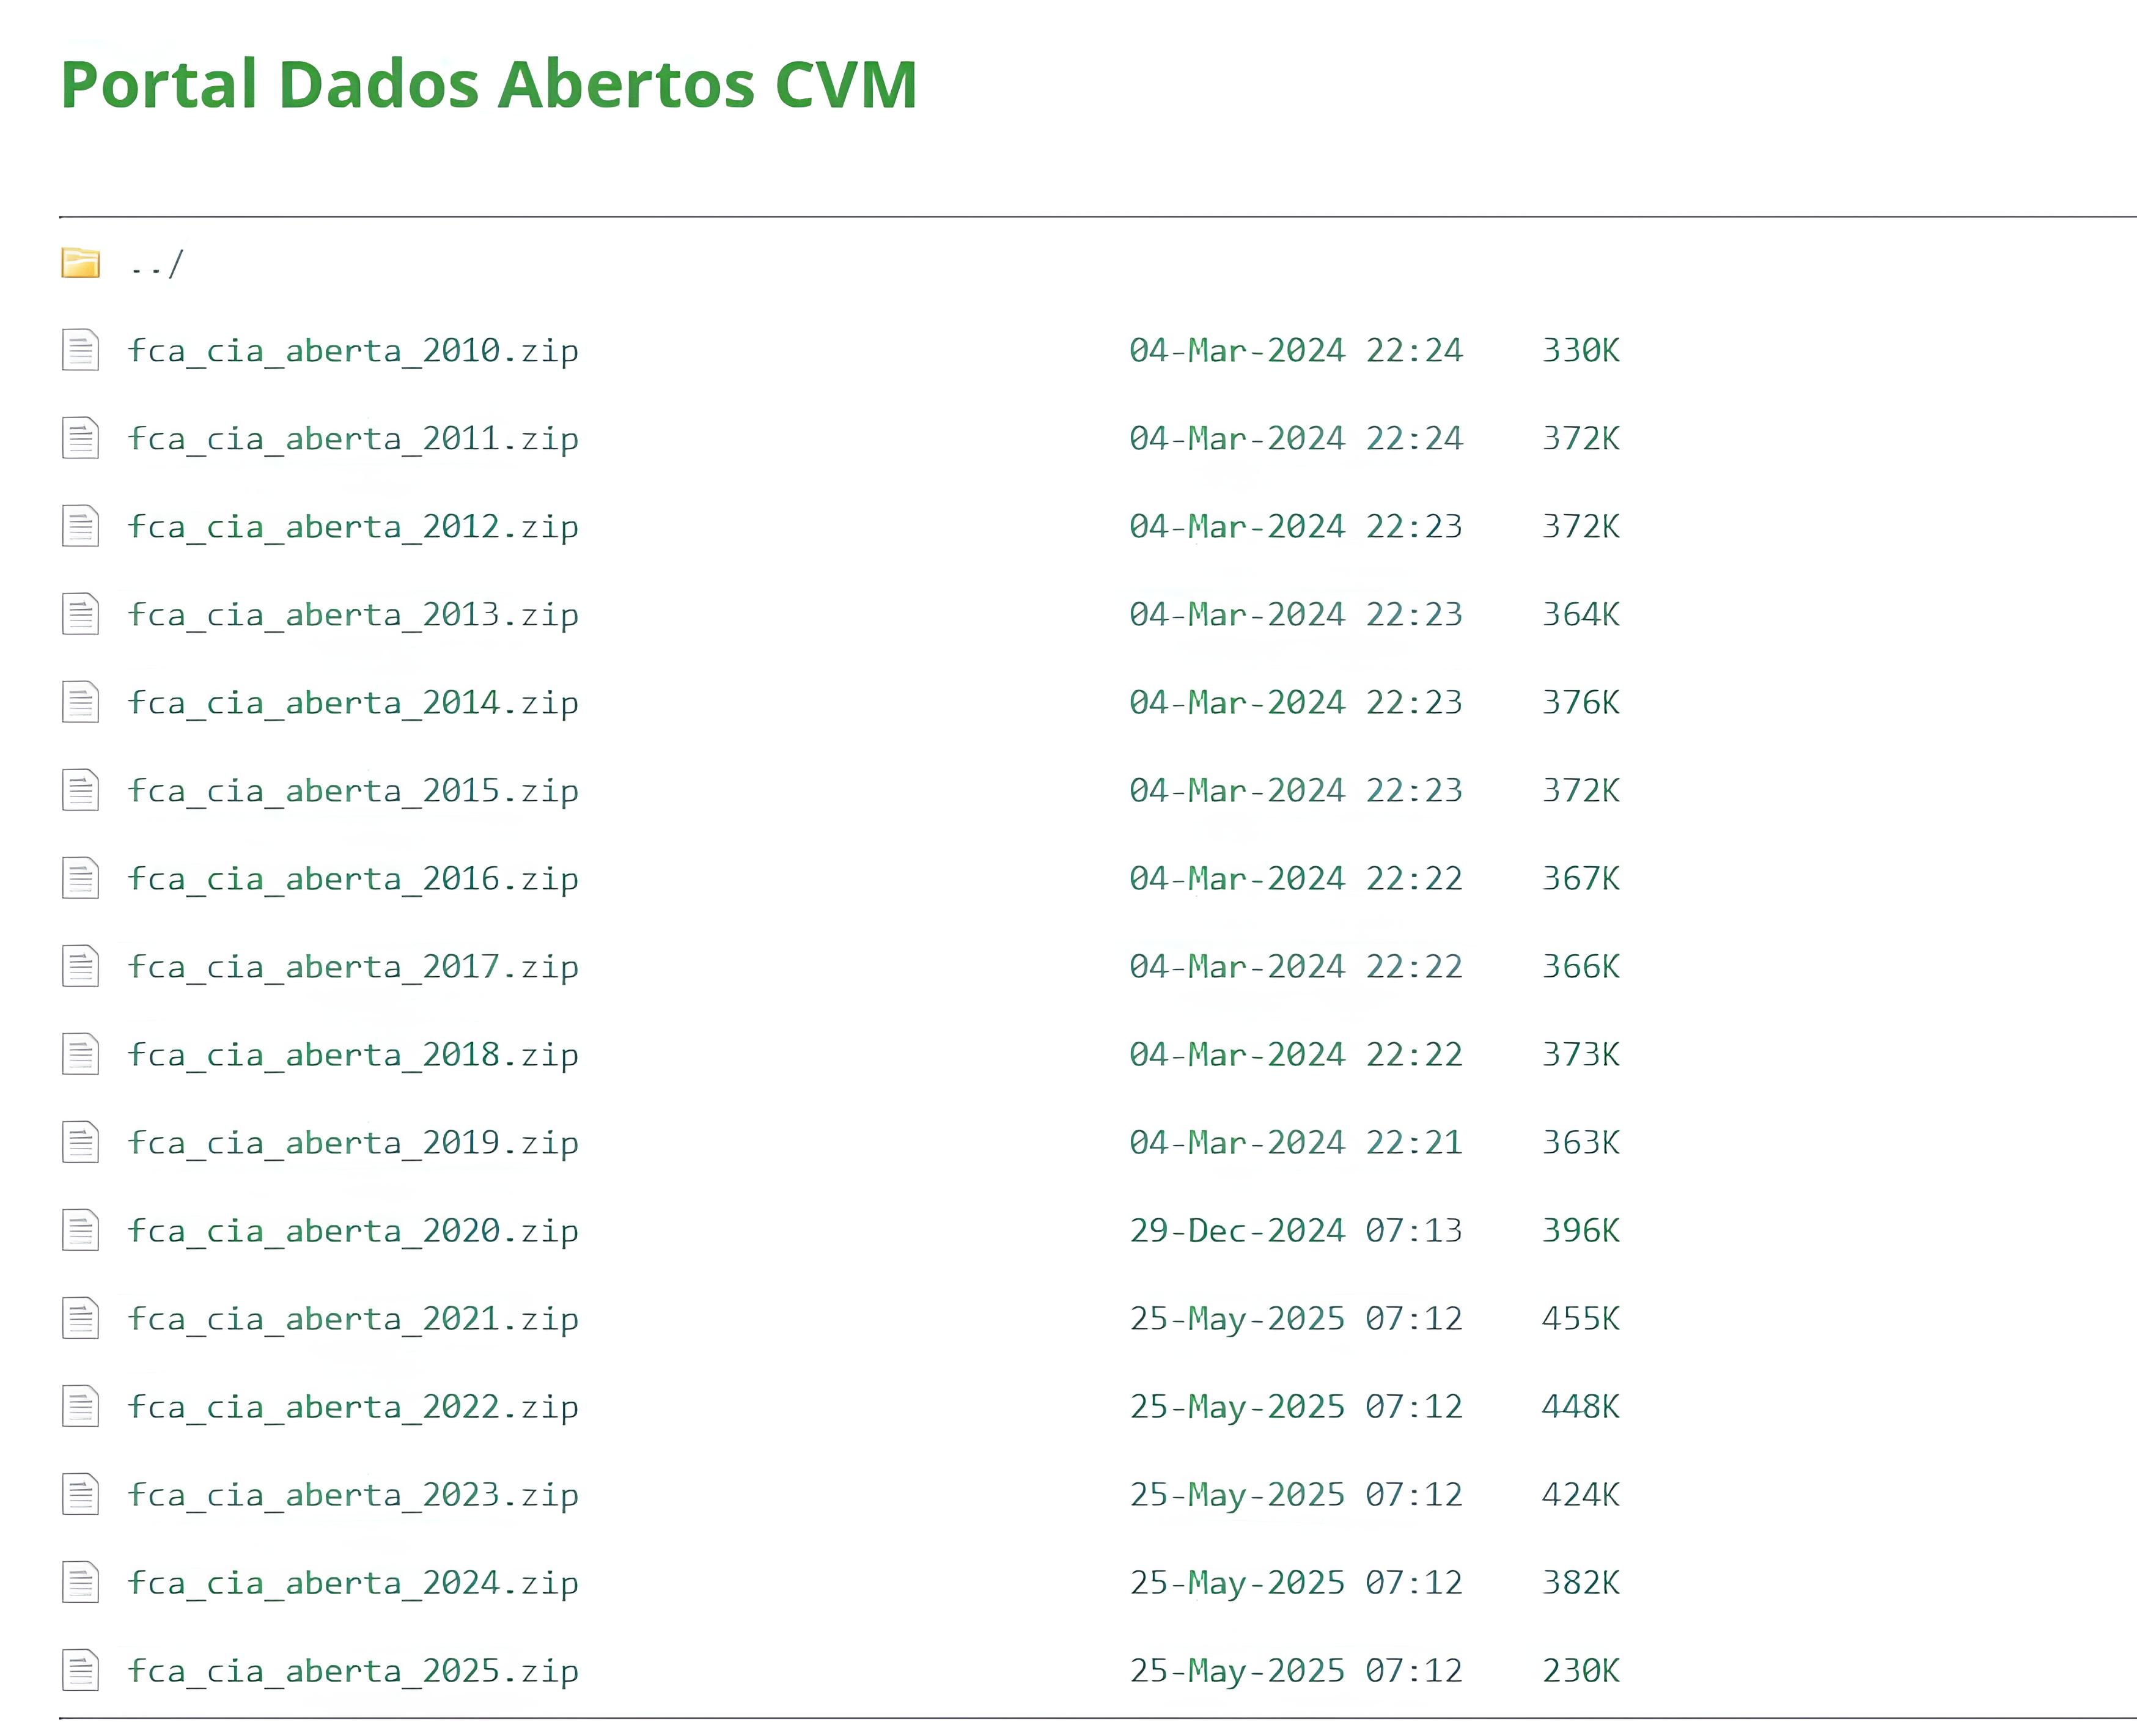 Portal Dados Abertos CVM
../
fca_cia_aberta_2010.zip 04-Mar-2024 22:24 330K
fca_cia_aberta_2011.zip 04-Mar-2024 22:24 372K
fca_cia_aberta_2012.zip 04-Mar-2024 22:23 372K
fca_cia_aberta_2013.zip 04-Mar-2024 22:23 364K
fca_cia_aberta_2014.zip 04-Mar-2024 22:23 376K
fca_cia_aberta_2015.zip 04-Mar-2024 22:23 372K
fca_cia_aberta_2016.zip 04-Mar-2024 22:22 367K
fca_cia_aberta_2017.zip 04-Mar-2024 22:22 366K
fca_cia_aberta_2018.zip 04-Mar-2024 22:22 373K
fca_cia_aberta_2019.zip 04-Mar-2024 22:21 363K
fca_cia_aberta_2020.zip 29-Dec-2024 07:13 396K
fca_cia_aberta_2021.zip 25-May-2025 07:12 455K
fca_cia_aberta_2022.zip 25-May-2025 07:12 448K
fca_cia_aberta_2023.zip 25-May-2025 07:12 424K
fca_cia_aberta_2024.zip 25-May-2025 07:12 382K
fca_cia_aberta_2025.zip 25-May-2025 07:12 230K